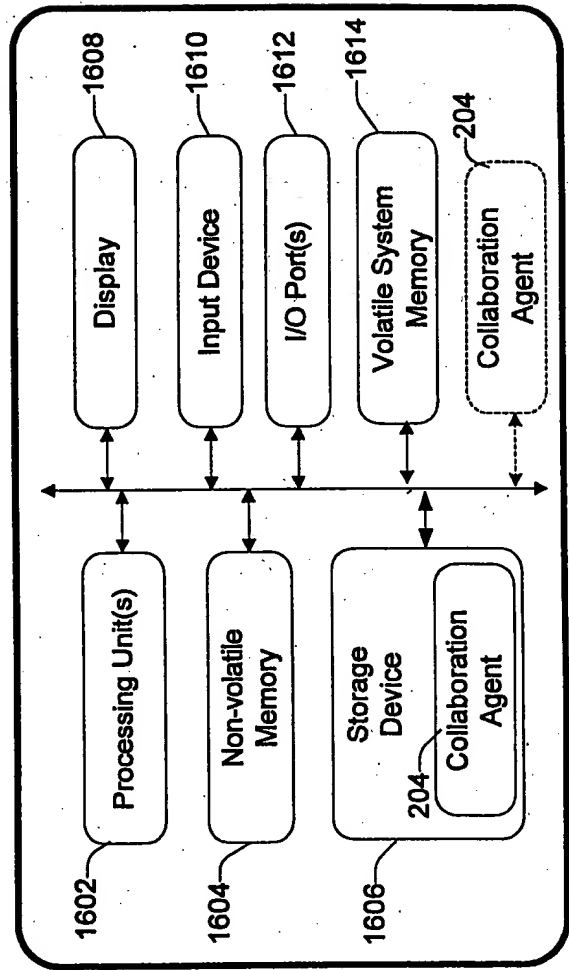 1602
Processing Unit(s)
1604
Non-volatile
Memory
1606
Storage
Device
204
Collaboration
Agent
Display
1608
Input Device
1610
I/O Port(s)
1612
Volatile System
Memory
1614
Collaboration
Agent
204